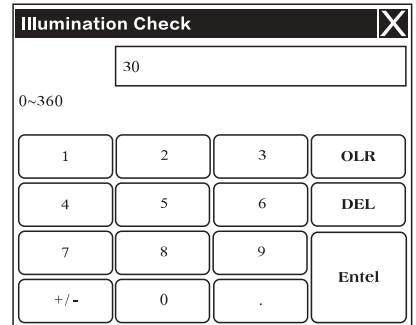 Illumination Check X
30
0~360
1 2 3 OLR
4 5 6 DEL
7 8 9
Entel
+/- 0 .